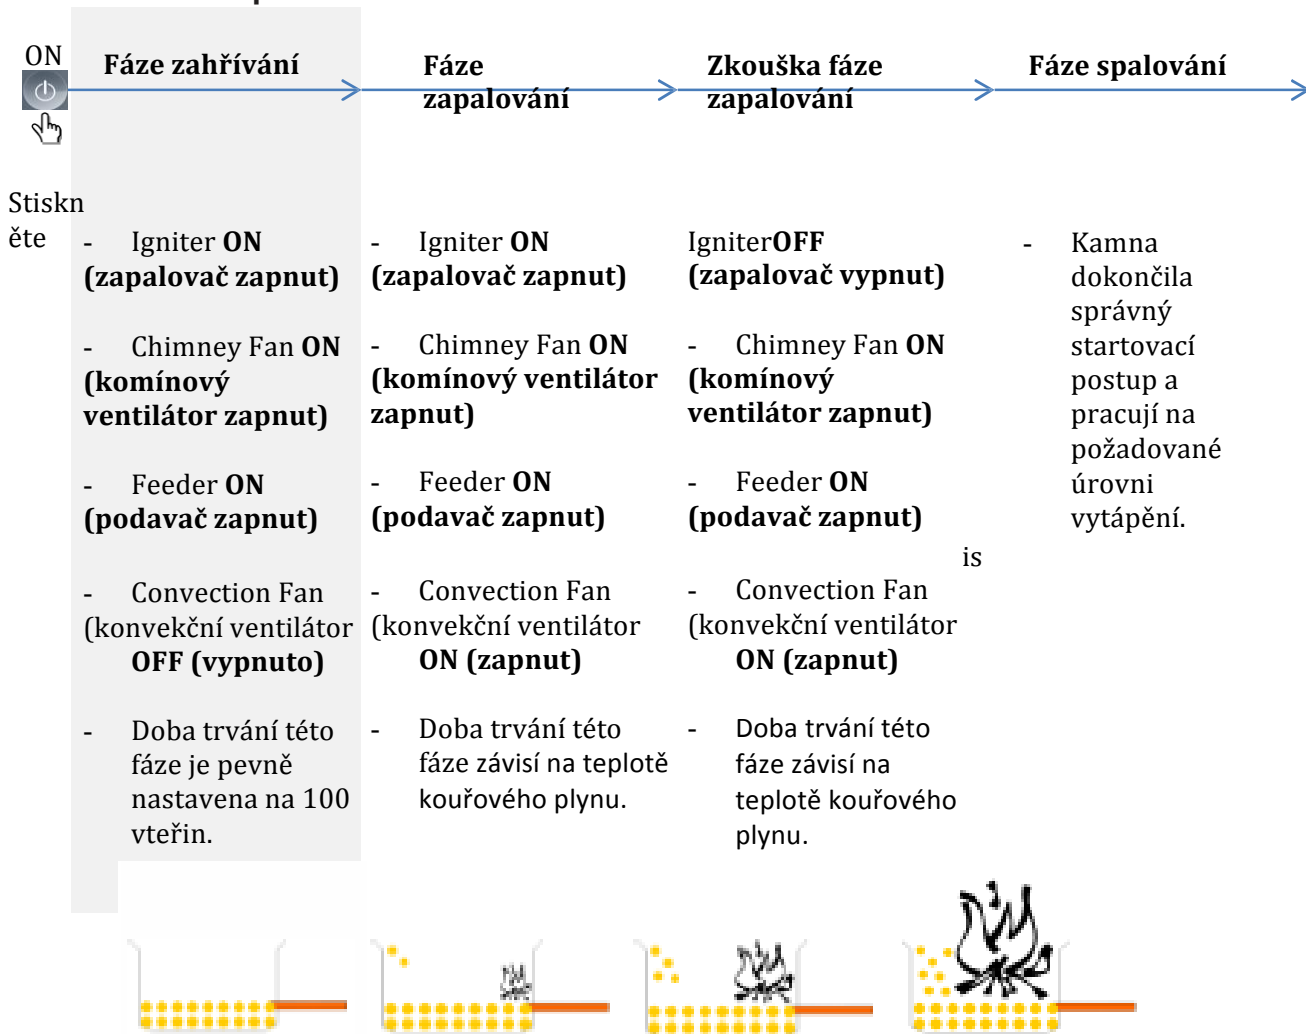 ON
Fáze zahřívání
Fáze
zapalování
Zkouška fáze
zapalování
Fáze spalování
Stiskn
ěte
- Igniter ON
(zapalovač zapnut)
- Chimney Fan ON
(komínový
ventilátor zapnut)
- Feeder ON
(podavač zapnut)
- Convection Fan
(konvekční ventilátor
OFF (vypnuto)
- Doba trvání této
fáze je pevně
nastavena na 100
vteřin.
- Igniter ON
(zapalovač zapnut)
- Chimney Fan ON
(komínový ventilátor
zapnut)
- Feeder ON
(podavač zapnut)
- Convection Fan
(konvekční ventilátor
ON (zapnut)
- Doba trvání této
fáze závisí na teplotě
kouřového plynu.
IgniterOFF
(zapalovač vypnut)
- Chimney Fan ON
(komínový
ventilátor zapnut)
- Feeder ON
(podavač zapnut)
is
- Convection Fan
(konvekční ventilátor
ON (zapnut)
- Doba trvání této
fáze závisí na
teplotě kouřového
plynu.
- Kamna
dokončila
správný
startovací
postup a
pracují na
požadované
úrovni
vytápění.